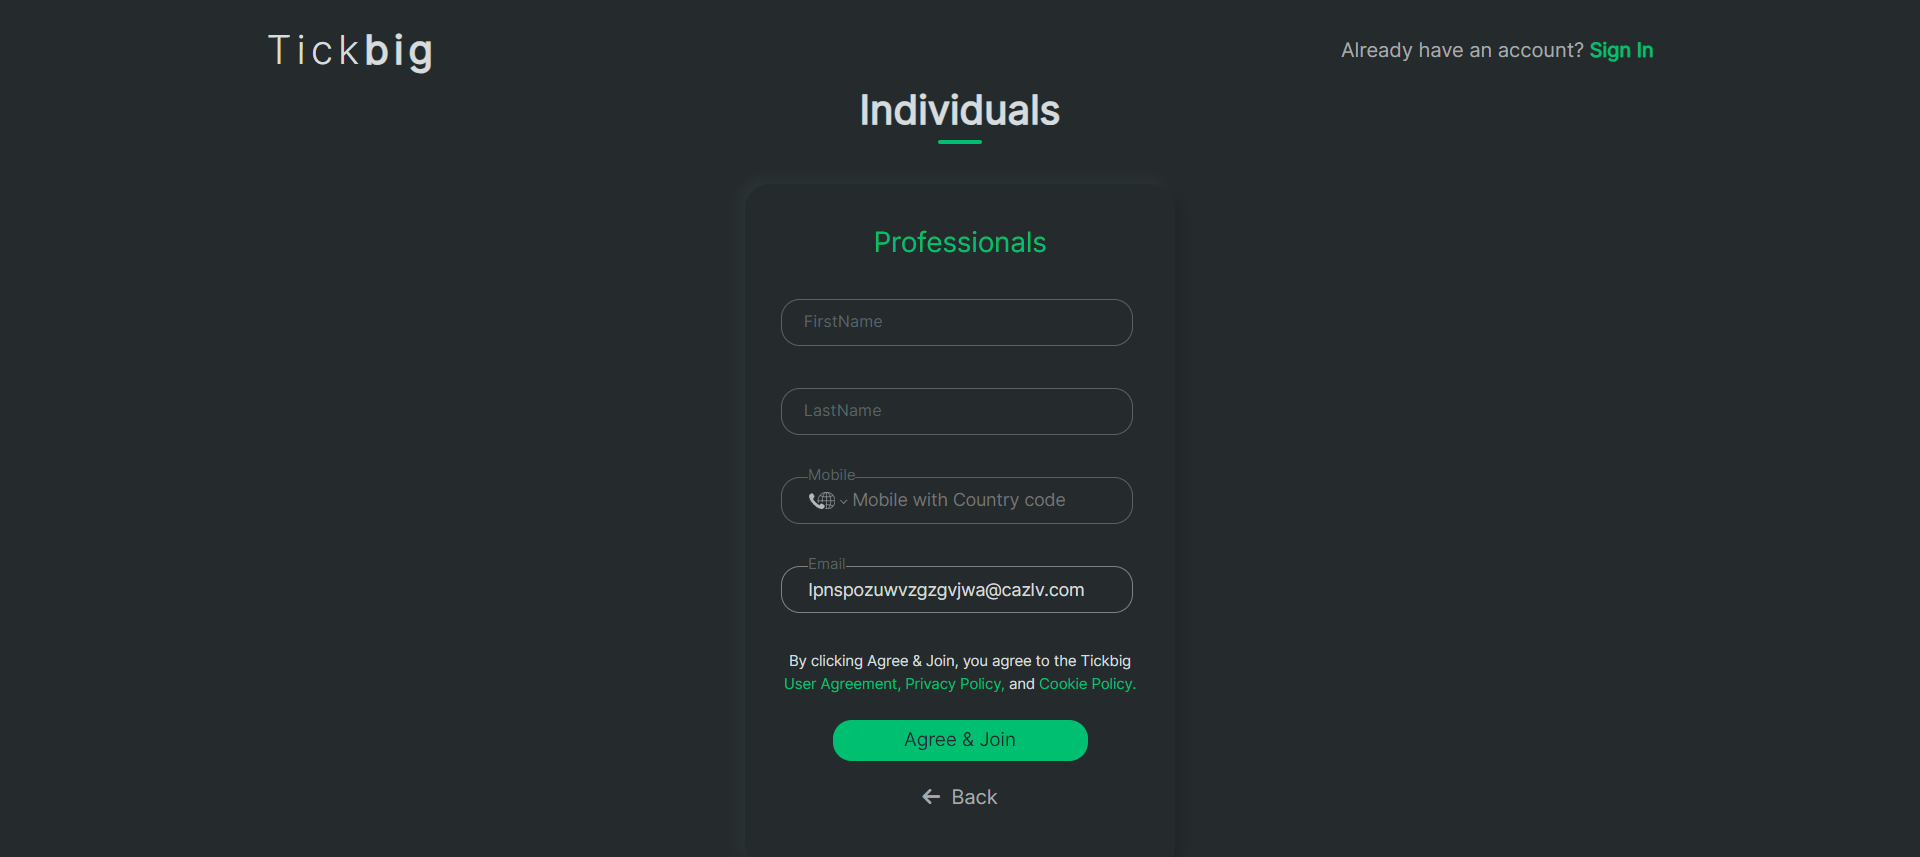 Tickbig
Already have an account? Sign In
Individuals
Professionals
FirstName
LastName
Mobile
Mobile with Country code
Email
lpnspozuwvzgzgvjwa@cazlv.com
By clicking Agree & Join, you agree to the Tickbig
User Agreement, Privacy Policy, and Cookie Policy.
Agree & Join
Back